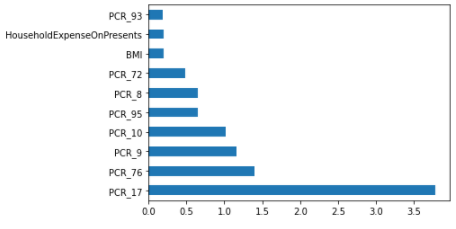 PCR_93
HouseholdExpenseOnPresents
BMI
PCR_72
PCR_8
PCR_95
PCR_10
PCR_9
PCR_76
PCR_17
0.0 0.5 1.0 1.5 2.0 2.5 3.0 3.5